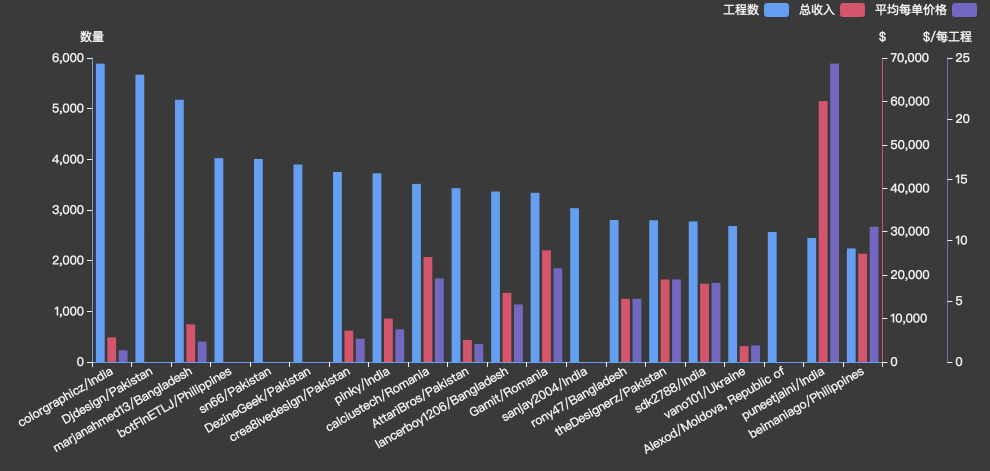 工程数 总收入 平均每单价格
数量 $ $/每工程
6,000 70,000 25
5,000 60,000 20
4,000 50,000 15
3,000 40,000 10
2,000 30,000 5
1,000 20,000 0
0 10,000
0
colorgraphicz/India
Djdesign/Pakistan
marjanahmed13/Bangladesh
botFlnETLJ/Philippines
sn66/Pakistan
DezineGeek/Pakistan
crea8ivedesign/Pakistan
pinky/India
calciustech/Romania
AttariBros/Pakistan
lancerboy1206/Bangladesh
Gamit/Romania
sanjay2004/India
rony47/Bangladesh
theDesignerz/Pakistan
sdk2788/India
vano101/Ukraine
Alexod/Moldova, Republic of
puneetjaini/India
belmaniago/Philippines